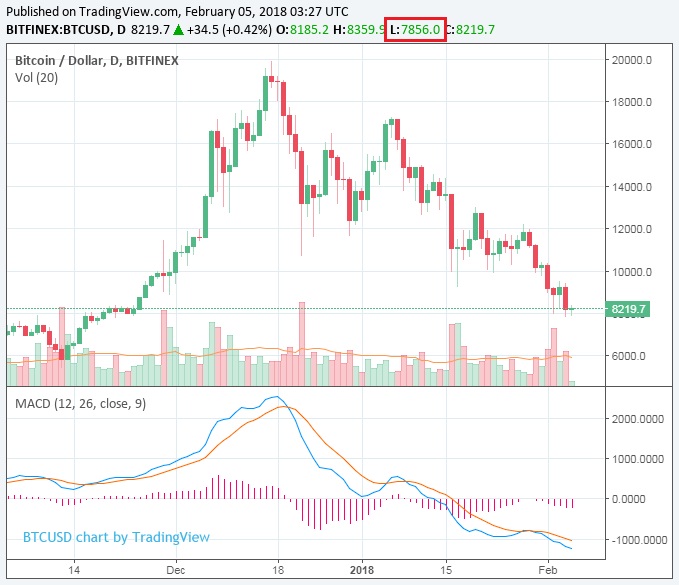 Published on TradingView.com, February 05, 2018 03:27 UTC
BITFINEX:BTCUSD, D 8219.7 ▲ +34.5 (+0.42%) O:8185.2 H:8359.9 L:7856.0 C:8219.7
Bitcoin / Dollar, D, BITFINEX
Vol (20)
20000.0
18000.0
16000.0
14000.0
12000.0
10000.0
8219.7
6000.0
MACD (12, 26, close, 9)
2000.0000
1000.0000
0.0000
-1000.0000
BTCUSD chart by TradingView
14 Dec 18 2018 15 Feb